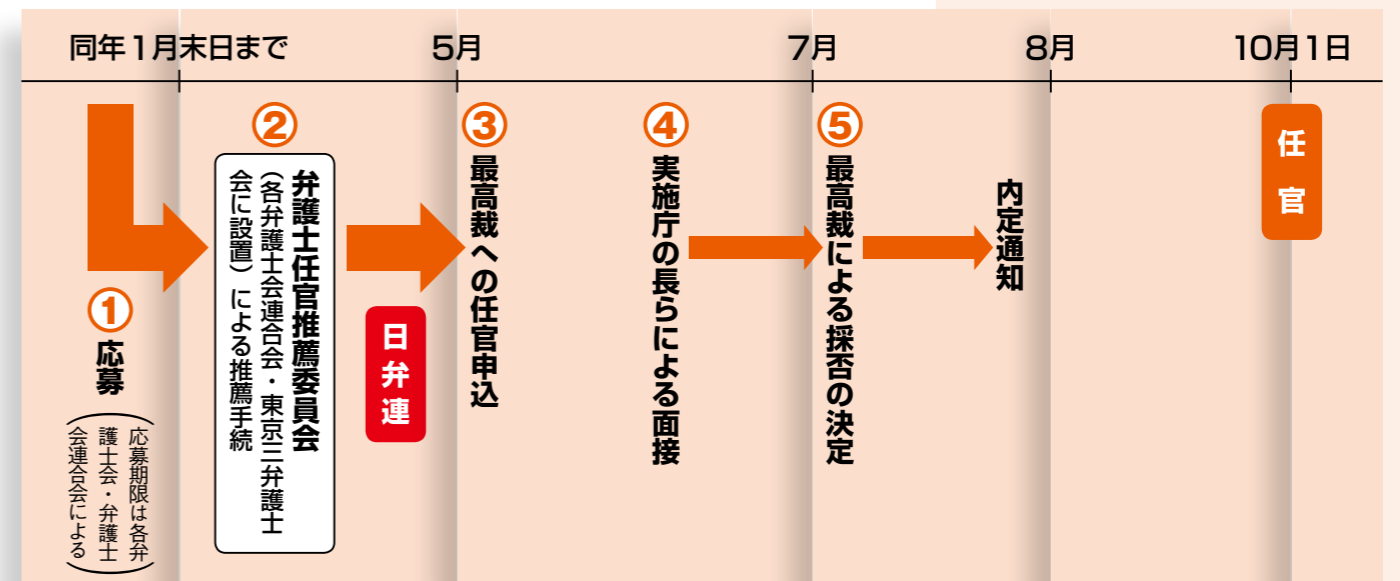 同年1月末日まで
5月
7月
8月
10月1日
①
応募
（応募期限は各弁
護士会・弁護士
会連合会による）
②
弁護士任官推薦委員会
（各弁護士会連合会・東京三弁護士
会に設置）による推薦手続
日弁連
③
最高裁への任官申込
④
実施庁の長らによる面接
⑤
最高裁による採否の決定
内定通知
任官